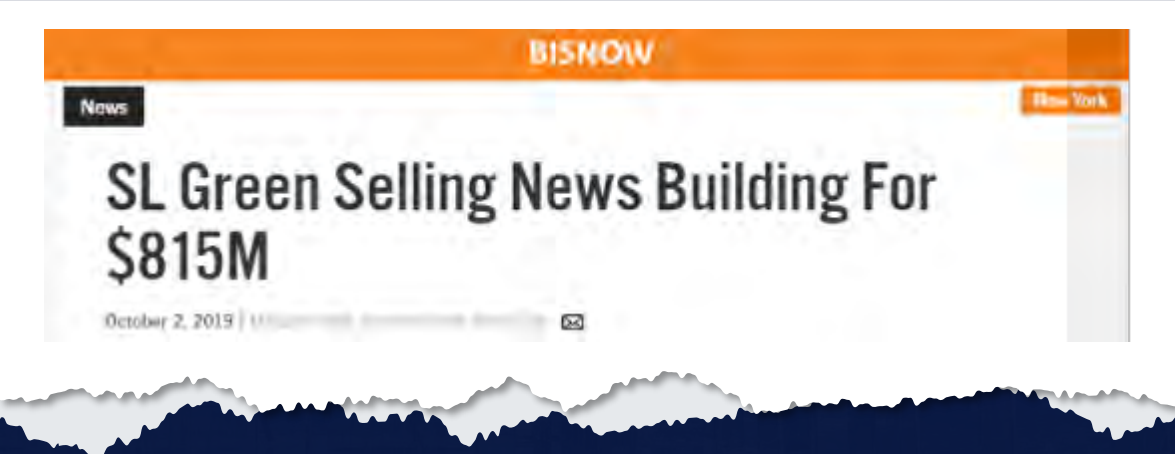 BISNOW
News
New York
SL Green Selling News Building For
$815M
October 2, 2019 |